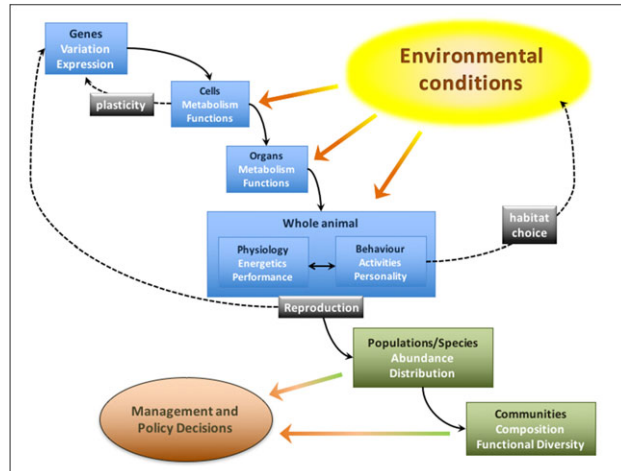 Genes
Variation
Expression
Environmental
conditions
plasticity
Cells
Metabolism
Functions
Organs
Metabolism
Functions
Whole animal
habitat
choice
Physiology
Energetics
Performance
Behaviour
Activities
Personality
Reproduction
Populations/Species
Abundance
Distribution
Management and
Policy Decisions
Communities
Composition
Functional Diversity